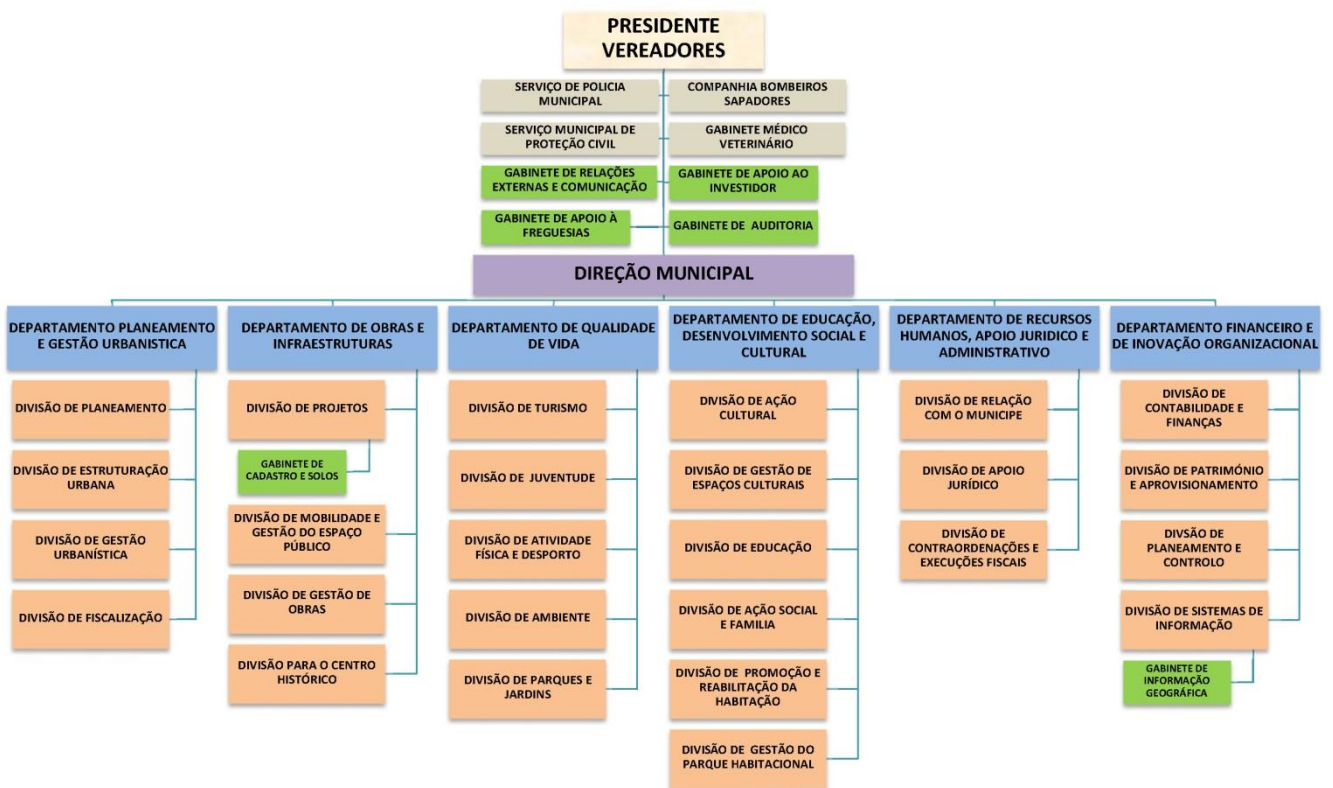 PRESIDENTE
VEREADORES
SERVIÇO DE POLICIA
MUNICIPAL
COMPANHIA BOMBEIROS
SAPADORES
SERVIÇO MUNICIPAL DE
PROTEÇÃO CIVIL
GABINETE MÉDICO
VETERINÁRIO
GABINETE DE RELAÇÕES
EXTERNAS E COMUNICAÇÃO
GABINETE DE APOIO AO
INVESTIDOR
GABINETE DE APOIO À
FREGUESIAS
GABINETE DE AUDITORIA
DIREÇÃO MUNICIPAL
DEPARTAMENTO PLANEAMENTO
E GESTÃO URBANISTICA
DIVISÃO DE PLANEAMENTO
DIVISÃO DE ESTRUTURAÇÃO
URBANA
DIVISÃO DE GESTÃO
URBANÍSTICA
DIVISÃO DE FISCALIZAÇÃO
DEPARTAMENTO DE OBRAS E
INFRAESTRUTURAS
DIVISÃO DE PROJETOS
GABINETE DE
CADASTRO E SOLOS
DIVISÃO DE MOBILIDADE E
GESTÃO DO ESPAÇO
PÚBLICO
DIVISÃO DE GESTÃO DE
OBRAS
DIVISÃO PARA O CENTRO
HISTÓRICO
DEPARTAMENTO DE QUALIDADE
DE VIDA
DIVISÃO DE TURISMO
DIVISÃO DE JUVENTUDE
DIVISÃO DE ATIVIDADE
FÍSICA E DESPORTO
DIVISÃO DE AMBIENTE
DIVISÃO DE PARQUES E
JARDINS
DEPARTAMENTO DE EDUCAÇÃO,
DESENVOLVIMENTO SOCIAL E
CULTURAL
DIVISÃO DE AÇÃO
CULTURAL
DIVISÃO DE GESTÃO DE
ESPAÇOS CULTURAIS
DIVISÃO DE EDUCAÇÃO
DIVISÃO DE AÇÃO SOCIAL
E FAMILIA
DIVISÃO DE PROMOÇÃO E
REABILITAÇÃO DA
HABITAÇÃO
DIVISÃO DE GESTÃO DO
PARQUE HABITACIONAL
DEPARTAMENTO DE RECURSOS
HUMANOS, APOIO JURIDICO E
ADMINISTRATIVO
DIVISÃO DE RELAÇÃO
COM O MUNICIPE
DIVISÃO DE APOIO
JURÍDICO
DIVISÃO DE
CONTRAORDENAÇÕES E
EXECUÇÕES FISCAIS
DEPARTAMENTO FINANCEIRO E
DE INOVAÇÃO ORGANIZACIONAL
DIVISÃO DE
CONTABILIDADE E
FINANÇAS
DIVISÃO DE PATRIMÓNIO
E APROVISIONAMENTO
DIVSÃO DE
PLANEAMENTO E
CONTROLO
DIVISÃO DE SISTEMAS DE
INFORMAÇÃO
GABINETE DE
INFORMAÇÃO
GEOGRÁFICA